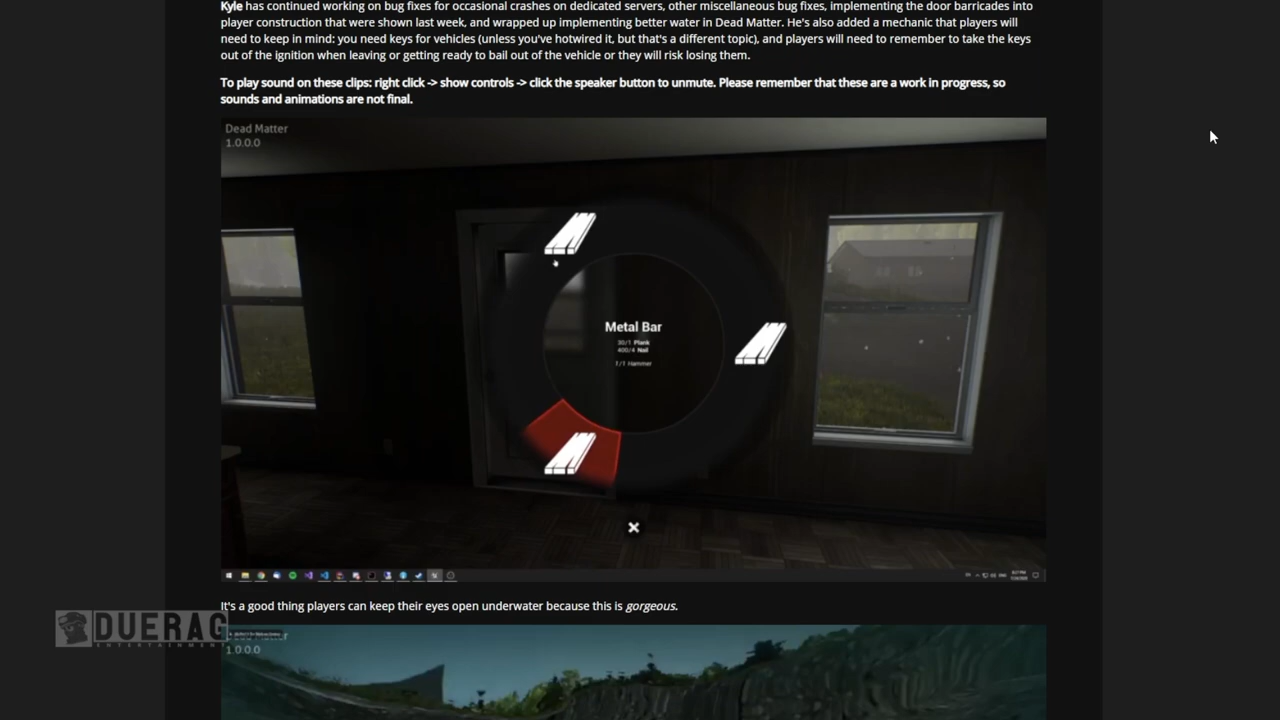 Kyle has continued working on bug fixes for occasional crashes on dedicated servers, other miscellaneous bug fixes, implementing the door barricades into
player construction that were shown last week, and wrapped up implementing better water in Dead Matter. He's also added a mechanic that players will
need to keep in mind: you need keys for vehicles (unless you've hotwired it, but that's a different topic), and players will need to remember to take the keys
out of the ignition when leaving or getting ready to bail out of the vehicle or they will risk losing them.
To play sound on these clips: right click -> show controls -> click the speaker button to unmute. Please remember that these are a work in progress, so
sounds and animations are not final.
Dead Matter
1.0.0.0
Metal Bar
30/1 Plank
400/4 Nail
1/1 Hammer
It's a good thing players can keep their eyes open underwater because this is gorgeous.
DUERAG
ENTERTAINMENT
1.0.0.0